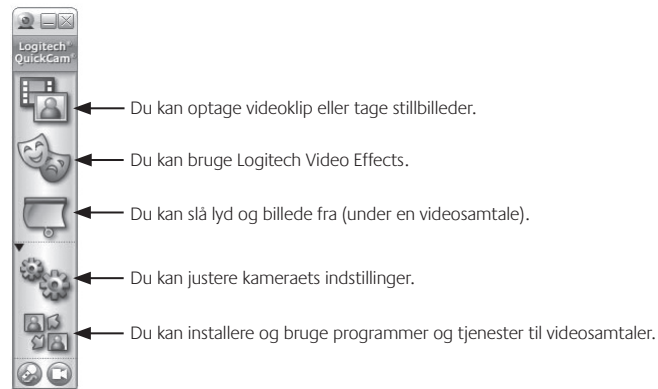 Logitech®
QuickCam®
Du kan optage videoklip eller tage stillbilleder.
Du kan bruge Logitech Video Effects.
Du kan slå lyd og billede fra (under en videosamtale).
Du kan justere kameraets indstillinger.
Du kan installere og bruge programmer og tjenester til videosamtaler.